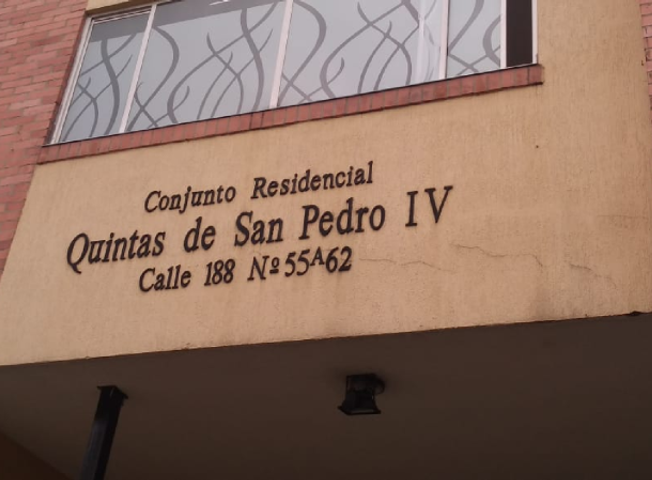 Conjunto Residencial
Quintas de San Pedro IV
Calle 188 Nº 55A62